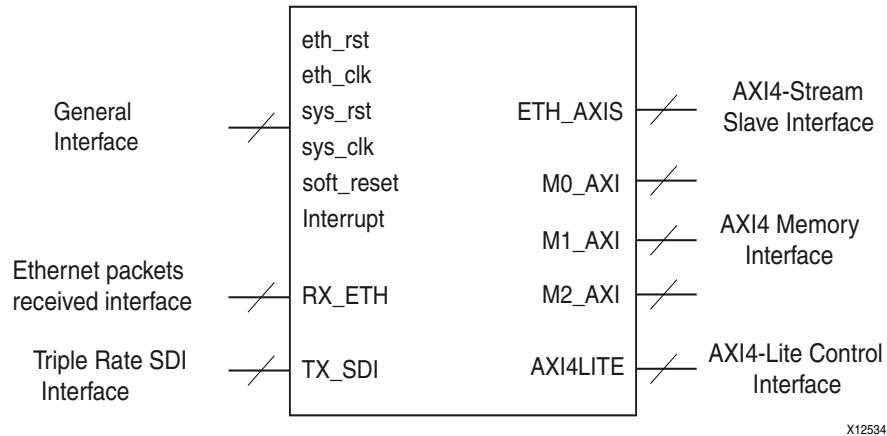 General
Interface
Ethernet packets
received interface
Triple Rate SDI
Interface
eth_rst
eth_clk
sys_rst
sys_clk
soft_reset
Interrupt
RX_ETH
TX_SDI
ETH_AXIS
M0_AXI
M1_AXI
M2_AXI
AXI4LITE
AXI4-Stream
Slave Interface
AXI4 Memory
Interface
AXI4-Lite Control
Interface
X12534